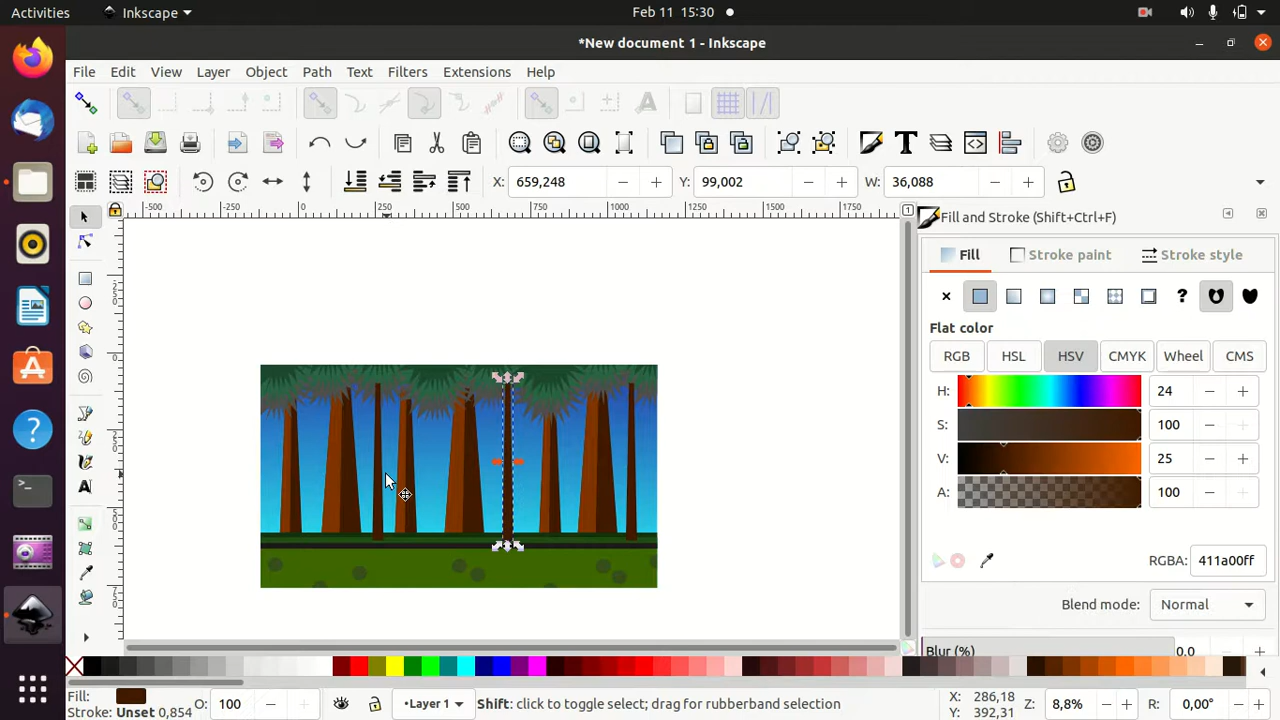 Activities
Inkscape
Feb 11 15:30
*New document 1 - Inkscape
File Edit View Layer Object Path Text Filters Extensions Help
X: 659,248 Y: 99,002 W: 36,088
-500 -250 0 250 500 750 1000 1250 1500 1750
Fill and Stroke (Shift+Ctrl+F)
Fill Stroke paint Stroke style
Flat color
RGB HSL HSV CMYK Wheel CMS
H: 24
S: 100
V: 25
A: 100
RGBA: 411a00ff
Blend mode: Normal
Blur (%) 0,0
Fill:
Stroke: Unset 0,854
O: 100
•Layer 1
Shift: click to toggle select; drag for rubberband selection
X: 286,18
Y: 392,31
Z: 8,8%
R: 0,00°